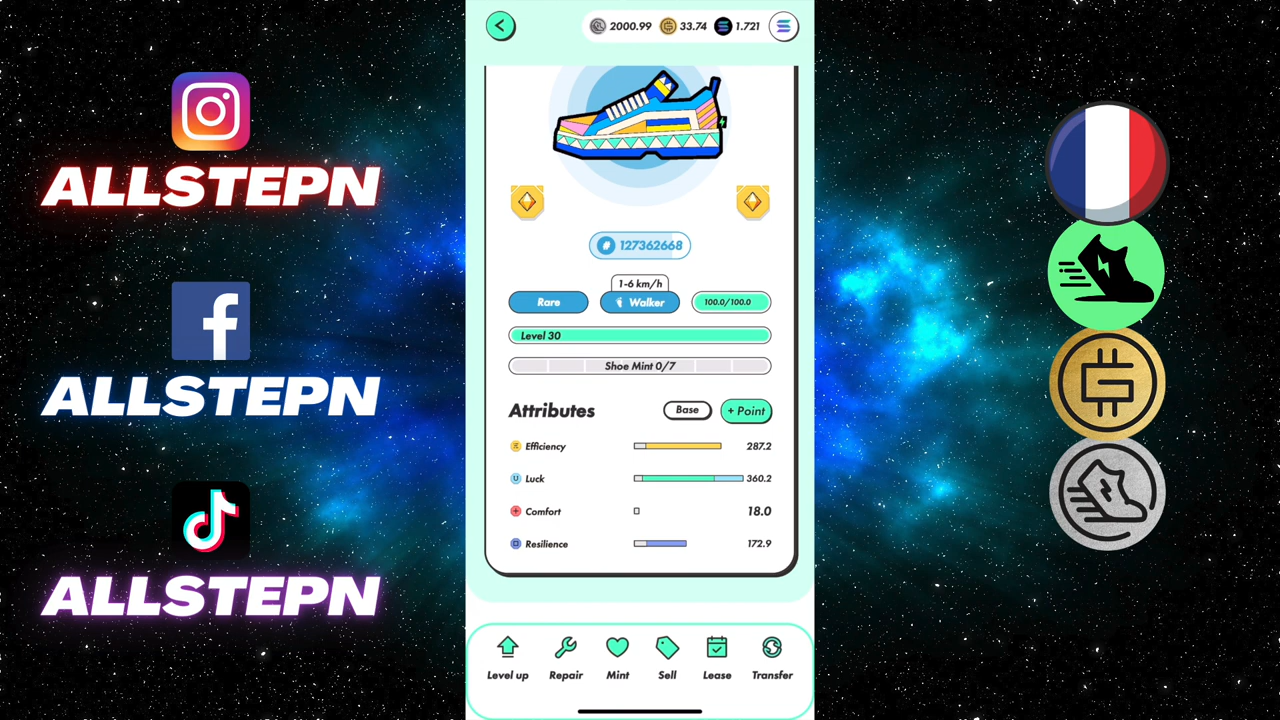 2000.99 33.74 1.721
ALLSTEPN
127362668
1-6 km/h
Rare Walker 100.0/100.0
Level 30
Shoe Mint 0/7
Attributes Base + Point
Efficiency 287.2
Luck 360.2
Comfort 18.0
Resilience 172.9
Level up Repair Mint Sell Lease Transfer
ALLSTEPN
ALLSTEPN